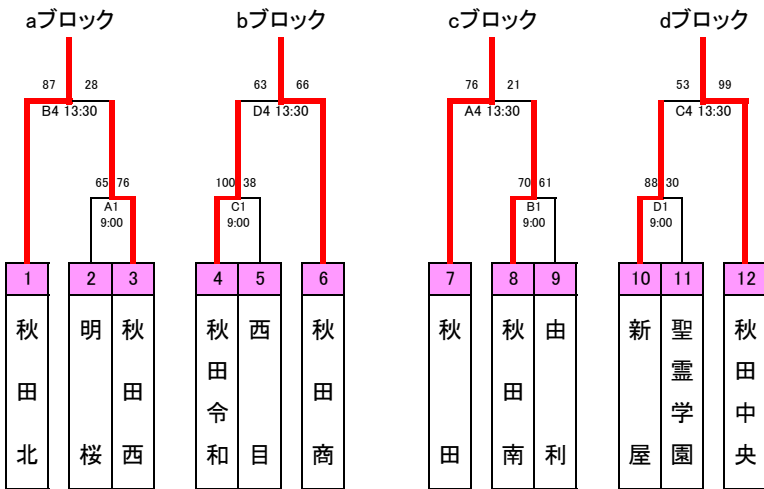 aブロック bブロック cブロック dブロック
87 28 63 66 76 21 53 99
B4 13:30 D4 13:30 A4 13:30 C4 13:30
65 76 100 38 70 61 88 30
A1 C1 B1 D1
9:00 9:00 9:00 9:00
1 2 3 4 5 6 7 8 9 10 11 12
秋田北
明桜
秋田西
秋田令和
西目
秋田商
秋田
秋田南
由利
新屋
聖霊学園
秋田中央